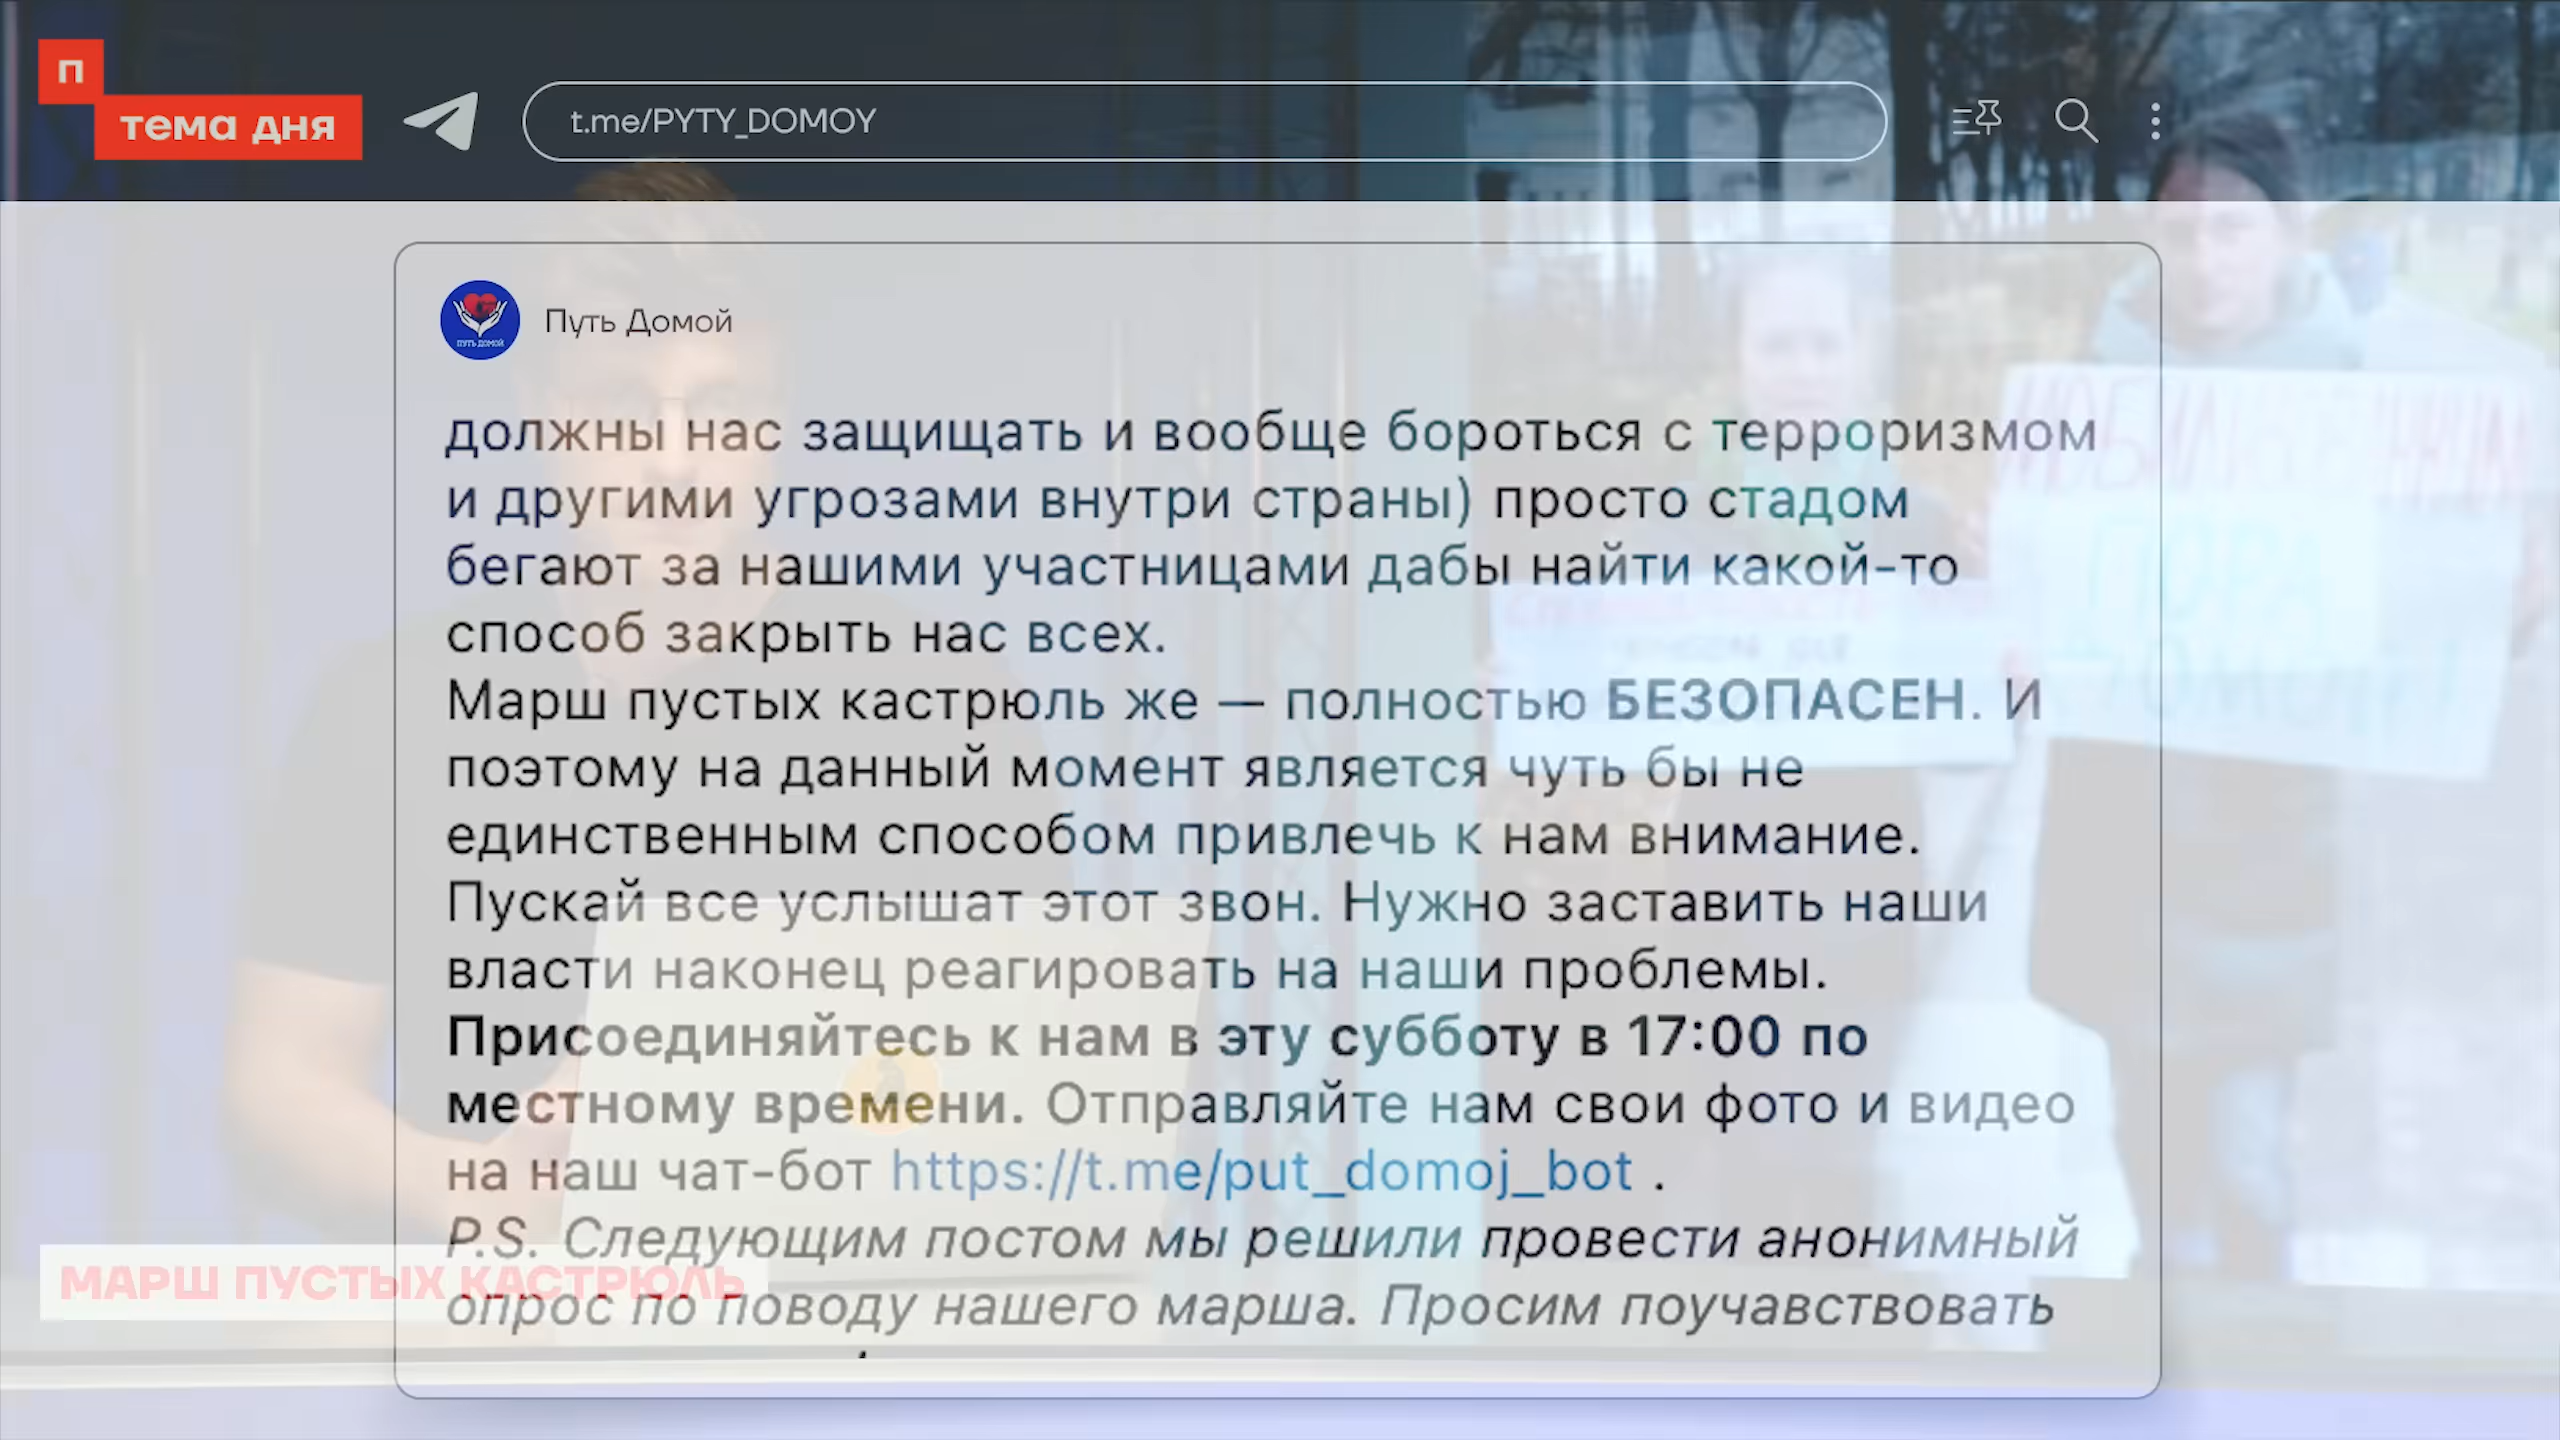 п
тема дня
t.me/PYTY_DOMOY
ПУТЬ ДОМОЙ
Путь Домой
должны нас защищать и вообще бороться с терроризмом
и другими угрозами внутри страны) просто стадом
бегают за нашими участницами дабы найти какой-то
способ закрыть нас всех.
Марш пустых кастрюль же — полностью БЕЗОПАСЕН. И
поэтому на данный момент является чуть бы не
единственным способом привлечь к нам внимание.
Пускай все услышат этот звон. Нужно заставить наши
власти наконец реагировать на наши проблемы.
Присоединяйтесь к нам в эту субботу в 17:00 по
местному времени. Отправляйте нам свои фото и видео
на наш чат-бот https://t.me/put_domoj_bot .
P.S. Следующим постом мы решили провести анонимный
опрос по поводу нашего марша. Просим поучавствовать
МАРШ ПУСТЫХ КАСТРЮЛЬ
МОБИЛИЗОВАННЫМ
ПОРА
ДОМОЙ!